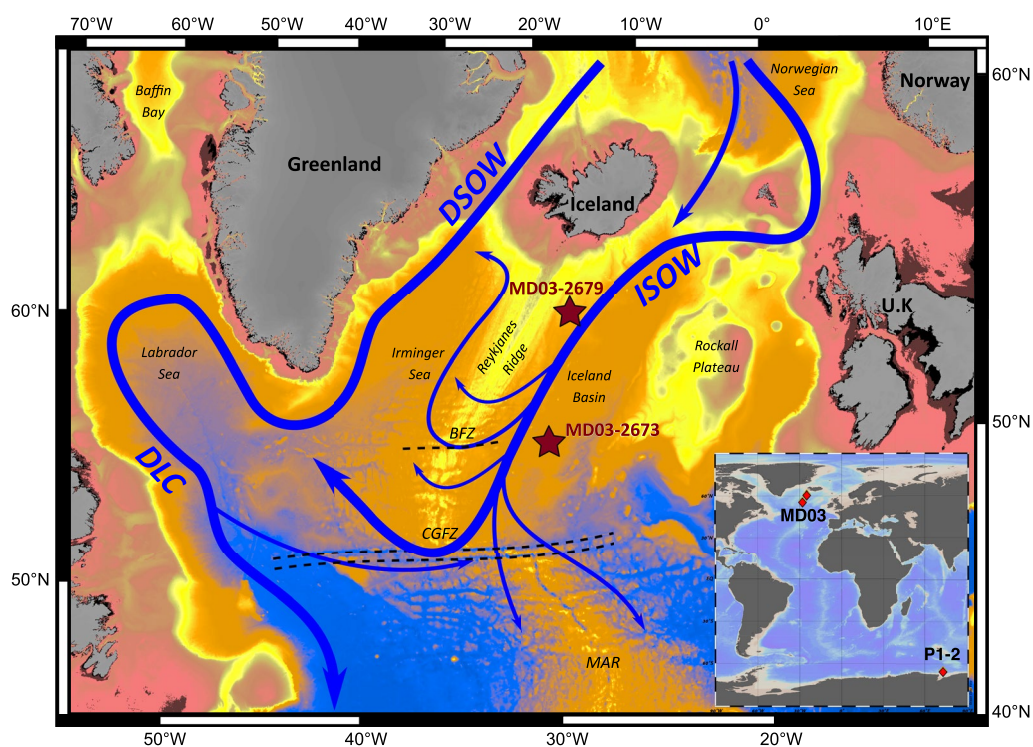 70°W 60°W 50°W 40°W 30°W 20°W 10°W 0° 10°E
Baffin
Bay
Norwegian
Sea
Norway
60°N
Greenland
DSOW
Iceland
MD03-2679
ISOW
60°N
U.K
Reykjanes
Ridge
Rockall
Plateau
Labrador
Sea
Irminger
Sea
Iceland
Basin
50°N
BFZ
MD03-2673
DLC
CGFZ
MD03
50°N
MAR
P1-2
40°N
50°W 40°W 30°W 20°W